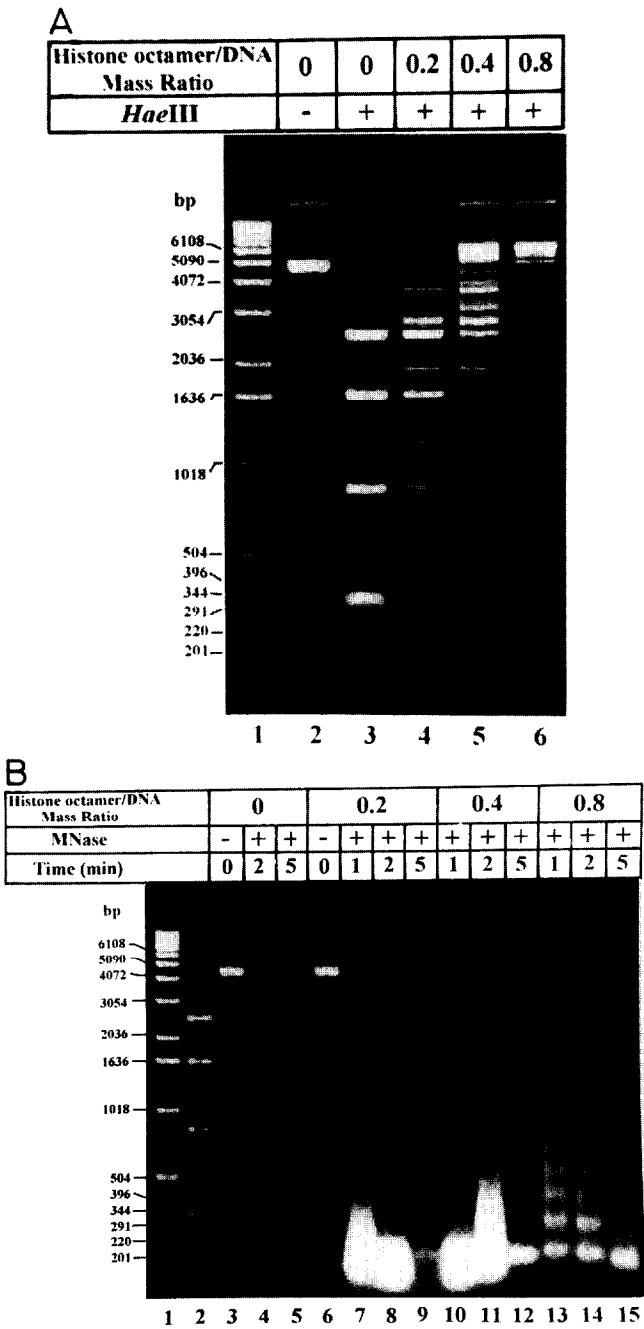 A
Histone octamer/DNA Mass Ratio 0 0 0.2 0.4 0.8
HaeIII - + + + +
bp
6108
5090
4072
3054
2036
1636
1018
504
396
344
291
220
201
1 2 3 4 5 6
B
Histone octamer/DNA Mass Ratio 0 0.2 0.4 0.8
MNase - + + - + + + + + + + + +
Time (min) 0 2 5 0 1 2 5 1 2 5 1 2 5
bp
6108
5090
4072
3054
2036
1636
1018
504
396
344
291
220
201
1 2 3 4 5 6 7 8 9 10 11 12 13 14 15